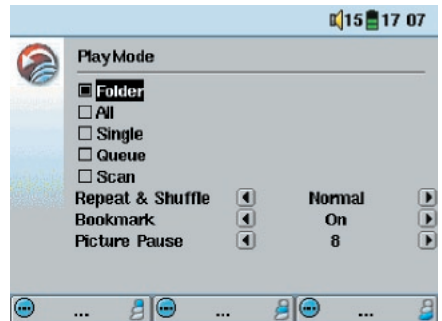 15 17 07
PlayMode
Folder
All
Single
Queue
Scan
Repeat & Shuffle Normal
Bookmark On
Picture Pause 8
... ... ...